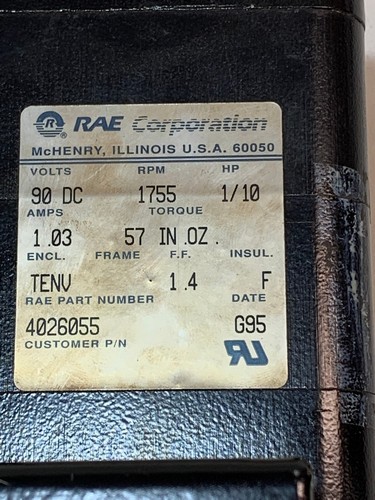 RAE Corporation
McHENRY, ILLINOIS U.S.A. 60050
VOLTS RPM HP
90 DC 1755 1/10
AMPS TORQUE
1.03 57 IN.OZ.
ENCL. FRAME F.F. INSUL.
TENV 1.4 F
RAE PART NUMBER DATE
4026055 G95
CUSTOMER P/N